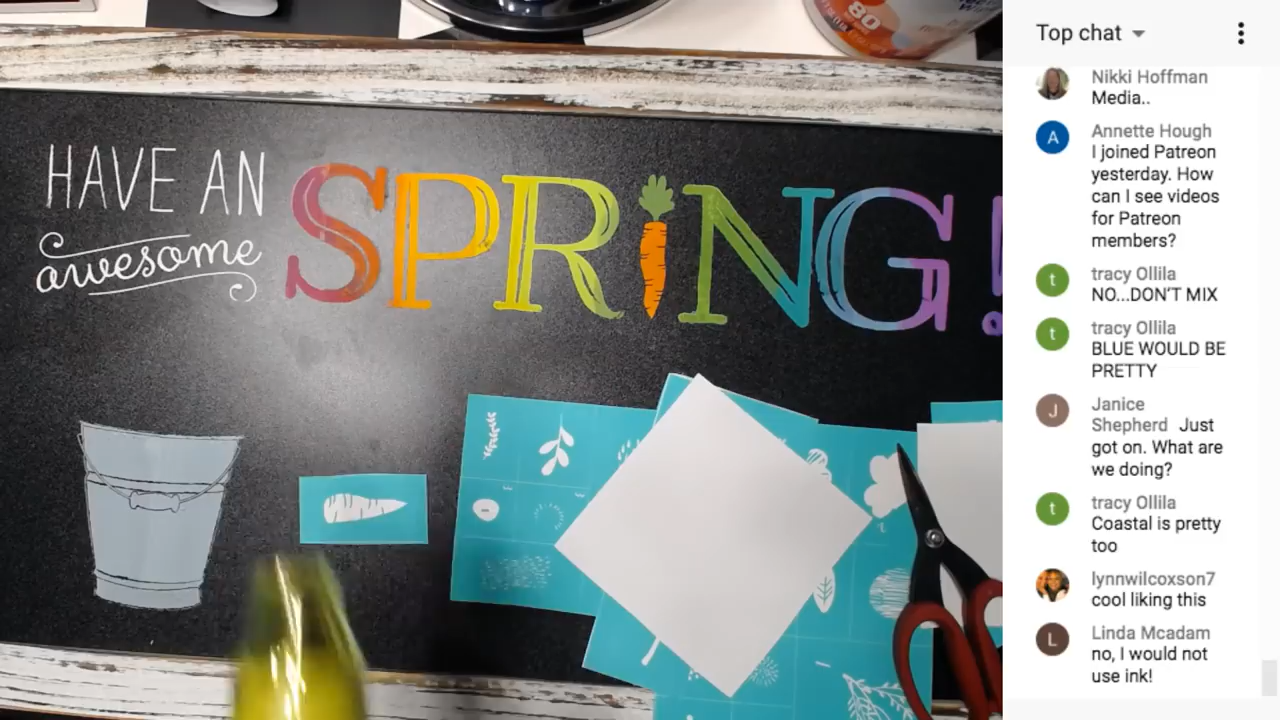 80
HAVE AN
awesome
SPRING!
Top chat
Nikki Hoffman
Media..
Annette Hough
I joined Patreon
yesterday. How
can I see videos
for Patreon
members?
tracy Ollila
NO...DON'T MIX
tracy Ollila
BLUE WOULD BE
PRETTY
Janice
Shepherd Just
got on. What are
we doing?
tracy Ollila
Coastal is pretty
too
lynnwilcoxson7
cool liking this
Linda Mcadam
no, I would not
use ink!
A
t
t
J
t
L